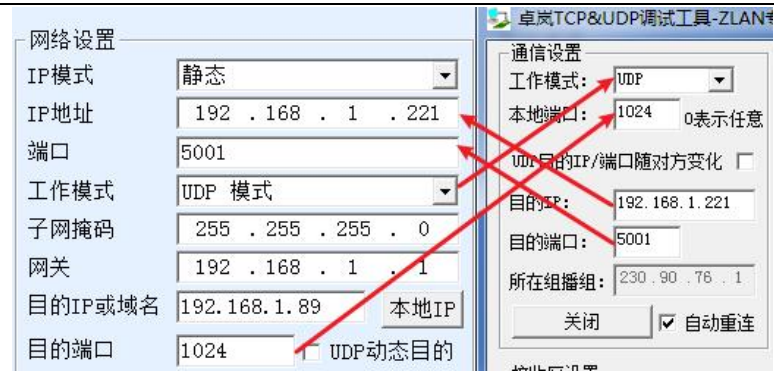 网络设置
IP模式 静态
IP地址 192 . 168 . 1 . 221
端口 5001
工作模式 UDP 模式
子网掩码 255 . 255 . 255 . 0
网关 192 . 168 . 1 . 1
目的IP或域名 192.168.1.89 本地IP
目的端口 1024 UDP动态目的
卓岚TCP&UDP调试工具-ZLAN
通信设置
工作模式： UDP
本地端口： 1024 0表示任意
UDP目的IP/端口随对方变化
目的IP： 192.168.1.221
目的端口： 5001
所在组播组： 230 . 90 . 76 . 1
关闭 自动重连